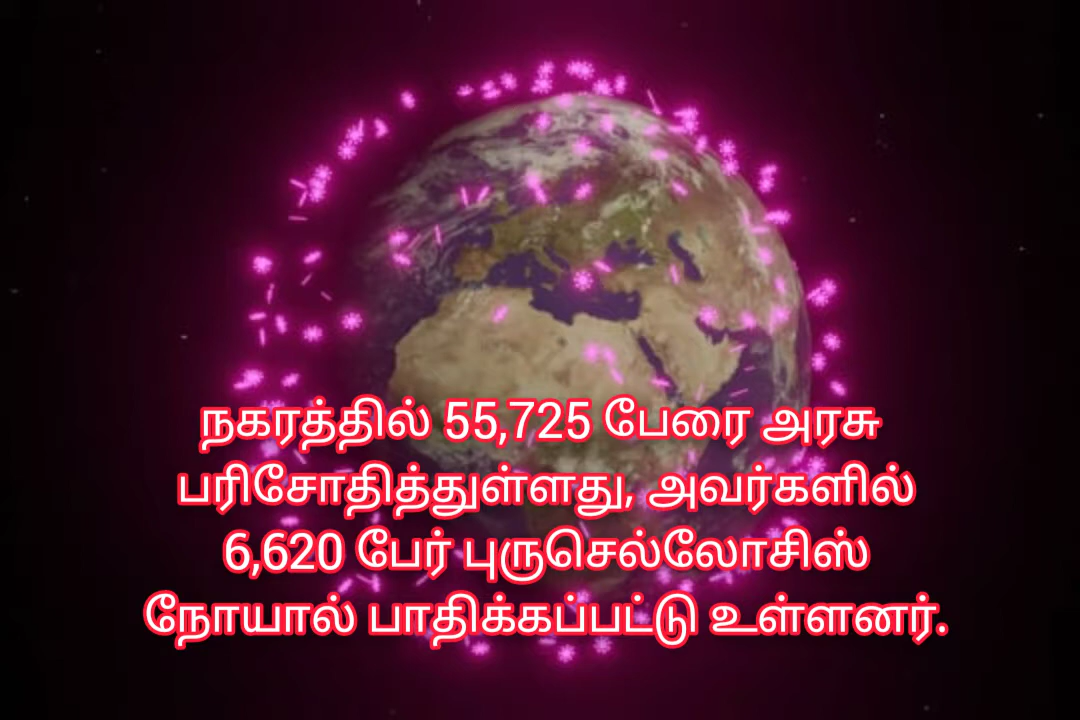 நகரத்தில் 55,725 பேரை அரசு
பரிசோதித்துள்ளது, அவர்களில்
6,620 பேர் புருசெல்லோசிஸ்
நோயால் பாதிக்கப்பட்டு உள்ளனர்.